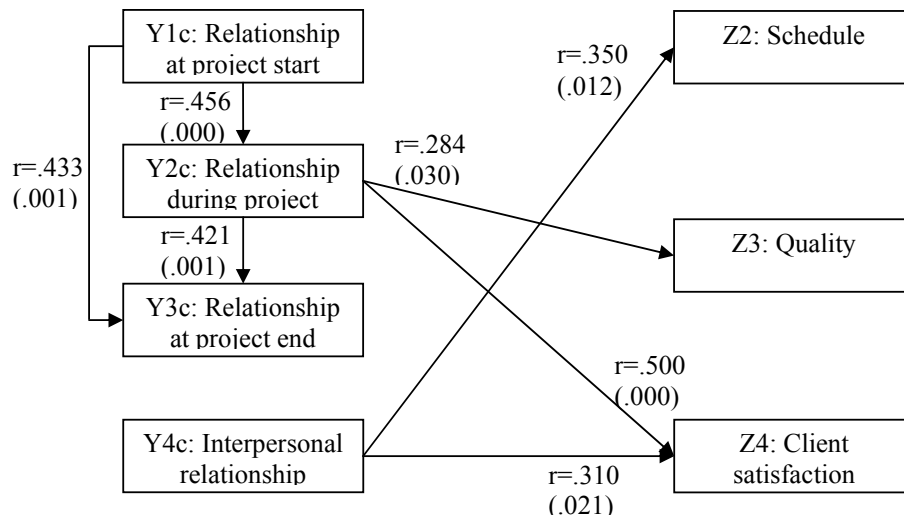 Y1c: Relationship
at project start
r=.456
(.000)
r=.433
(.001)
Y2c: Relationship
during project
r=.421
(.001)
Y3c: Relationship
at project end
Y4c: Interpersonal
relationship
r=.350
(.012)
r=.284
(.030)
r=.500
(.000)
r=.310
(.021)
Z2: Schedule
Z3: Quality
Z4: Client
satisfaction